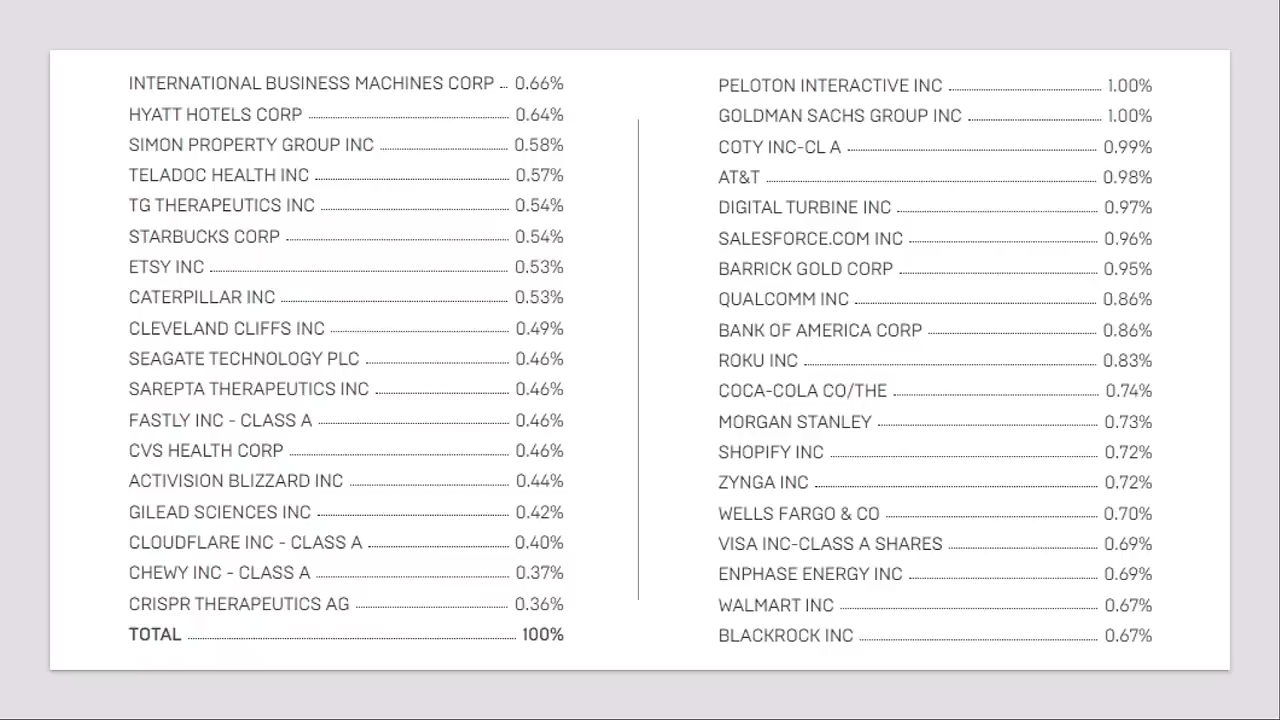 INTERNATIONAL BUSINESS MACHINES CORP 0.66%
HYATT HOTELS CORP 0.64%
SIMON PROPERTY GROUP INC 0.58%
TELADOC HEALTH INC 0.57%
TG THERAPEUTICS INC 0.54%
STARBUCKS CORP 0.54%
ETSY INC 0.53%
CATERPILLAR INC 0.53%
CLEVELAND CLIFFS INC 0.49%
SEAGATE TECHNOLOGY PLC 0.46%
SAREPTA THERAPEUTICS INC 0.46%
FASTLY INC - CLASS A 0.46%
CVS HEALTH CORP 0.46%
ACTIVISION BLIZZARD INC 0.44%
GILEAD SCIENCES INC 0.42%
CLOUDFLARE INC - CLASS A 0.40%
CHEWY INC - CLASS A 0.37%
CRISPR THERAPEUTICS AG 0.36%
TOTAL 100%
PELOTON INTERACTIVE INC 1.00%
GOLDMAN SACHS GROUP INC 1.00%
COTY INC-CL A 0.99%
AT&T 0.98%
DIGITAL TURBINE INC 0.97%
SALESFORCE.COM INC 0.96%
BARRICK GOLD CORP 0.95%
QUALCOMM INC 0.86%
BANK OF AMERICA CORP 0.86%
ROKU INC 0.83%
COCA-COLA CO/THE 0.74%
MORGAN STANLEY 0.73%
SHOPIFY INC 0.72%
ZYNGA INC 0.72%
WELLS FARGO & CO 0.70%
VISA INC-CLASS A SHARES 0.69%
ENPHASE ENERGY INC 0.69%
WALMART INC 0.67%
BLACKROCK INC 0.67%